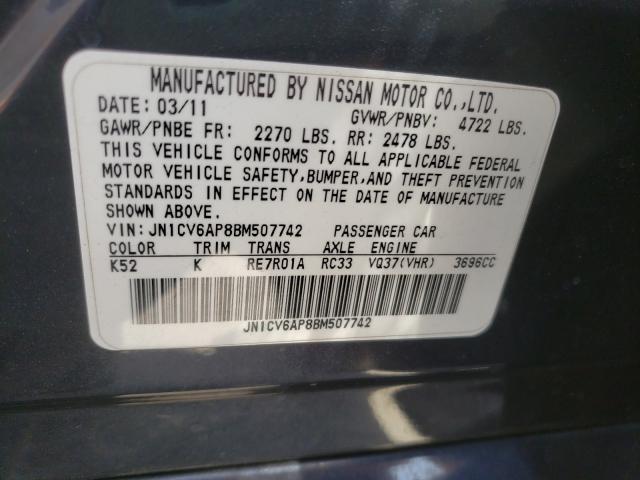 MANUFACTURED BY NISSAN MOTOR CO.,LTD.
DATE: 03/11 GVWR/PNBV: 4722 LBS.
GAWR/PNBE FR: 2270 LBS. RR: 2478 LBS.
THIS VEHICLE CONFORMS TO ALL APPLICABLE FEDERAL
MOTOR VEHICLE SAFETY,BUMPER,AND THEFT PREVENTION
STANDARDS IN EFFECT ON THE DATE OF MANUFACTURE
SHOWN ABOVE.
VIN:JN1CV6AP8BM507742 PASSENGER CAR
COLOR TRIM TRANS AXLE ENGINE
K52 K RE7R01A RC33 VQ37(VHR) 3696CC
JN1CV6AP8BM507742